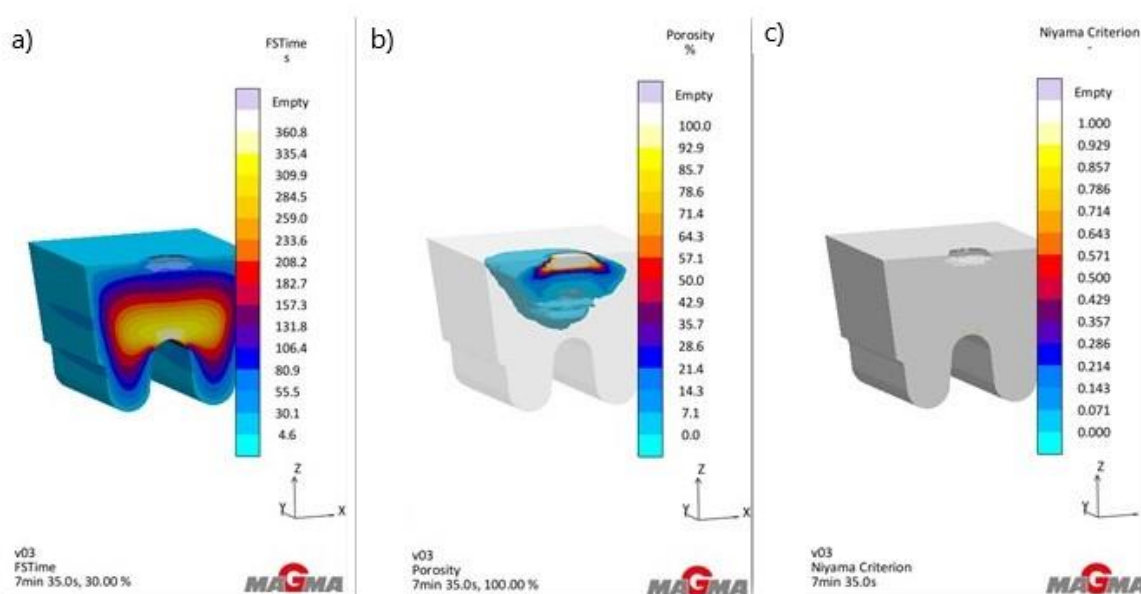 a)
FSTime
s
Empty
360.8
335.4
309.9
284.5
259.0
233.6
208.2
182.7
157.3
131.8
106.4
80.9
55.5
30.1
4.6
Z
Y
X
v03
FSTime
7min 35.0s, 30.00 %
MAGMA
b)
Porosity
%
Empty
100.0
92.9
85.7
78.6
71.4
64.3
57.1
50.0
42.9
35.7
28.6
21.4
14.3
7.1
0.0
Z
Y
X
v03
Porosity
7min 35.0s, 100.00 %
MAGMA
c)
Niyama Criterion
-
Empty
1.000
0.929
0.857
0.786
0.714
0.643
0.571
0.500
0.429
0.357
0.286
0.214
0.143
0.071
0.000
Z
Y
v03
Niyama Criterion
7min 35.0s
MAGMA